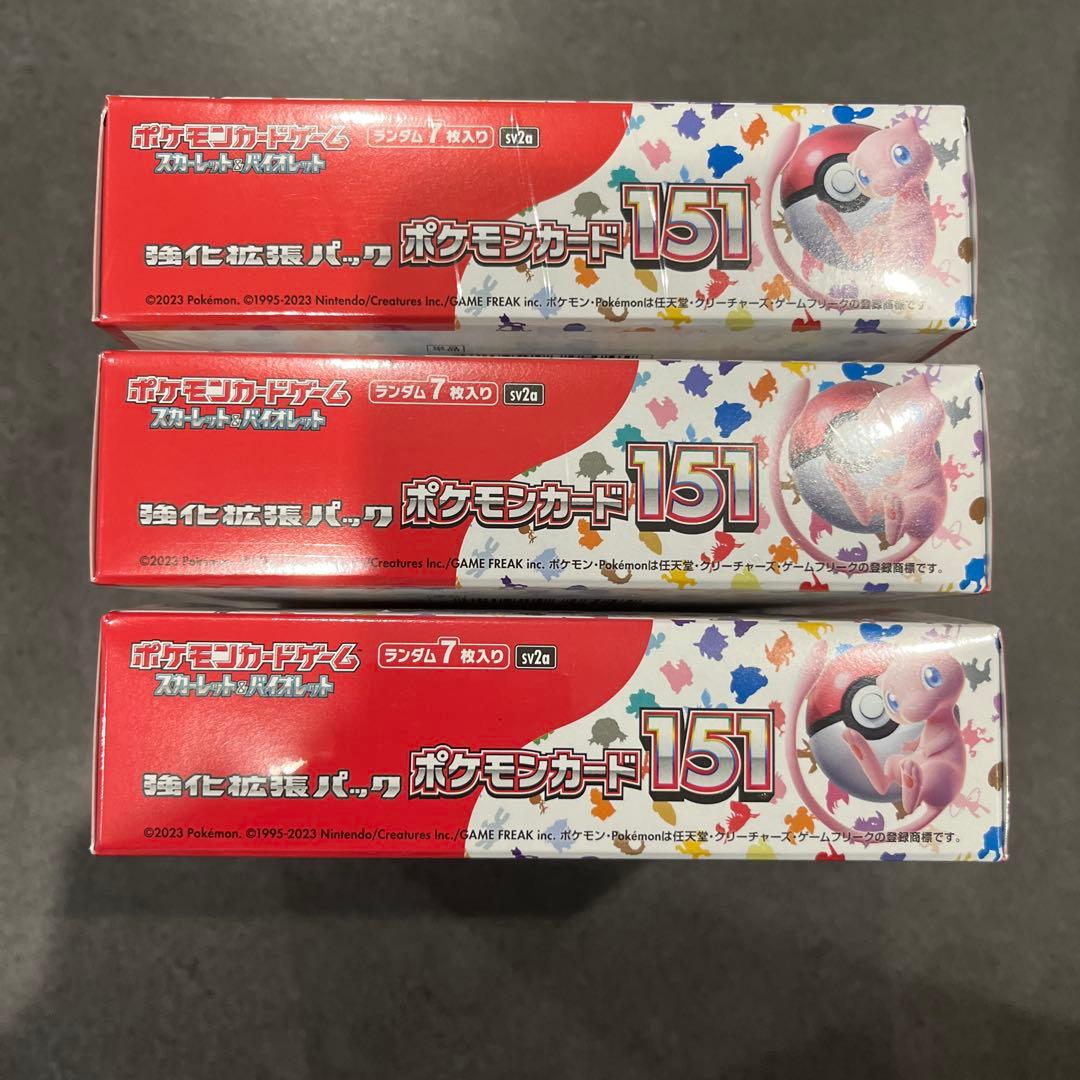 ポケモンカードゲーム ランダム7枚入り sv2a
スカーレット&バイオレット
強化拡張パック ポケモンカード151
©2023 Pokémon. ©1995-2023 Nintendo/Creatures Inc./GAME FREAK inc. ポケモン・Pokémonは任天堂・クリーチャーズ・ゲームフリークの登録商標です。
ポケモンカードゲーム ランダム7枚入り sv2a
スカーレット&バイオレット
強化拡張パック ポケモンカード151
©2023 Pokémon. Creatures Inc./GAME FREAK inc. ポケモン・Pokémonは任天堂・クリーチャーズ・ゲームフリークの登録商標です。
ポケモンカードゲーム ランダム7枚入り sv2a
スカーレット&バイオレット
強化拡張パック ポケモンカード151
©2023 Pokémon. ©1995-2023 Nintendo/Creatures Inc./GAME FREAK inc. ポケモン・Pokémonは任天堂・クリーチャーズ・ゲームフリークの登録商標です。